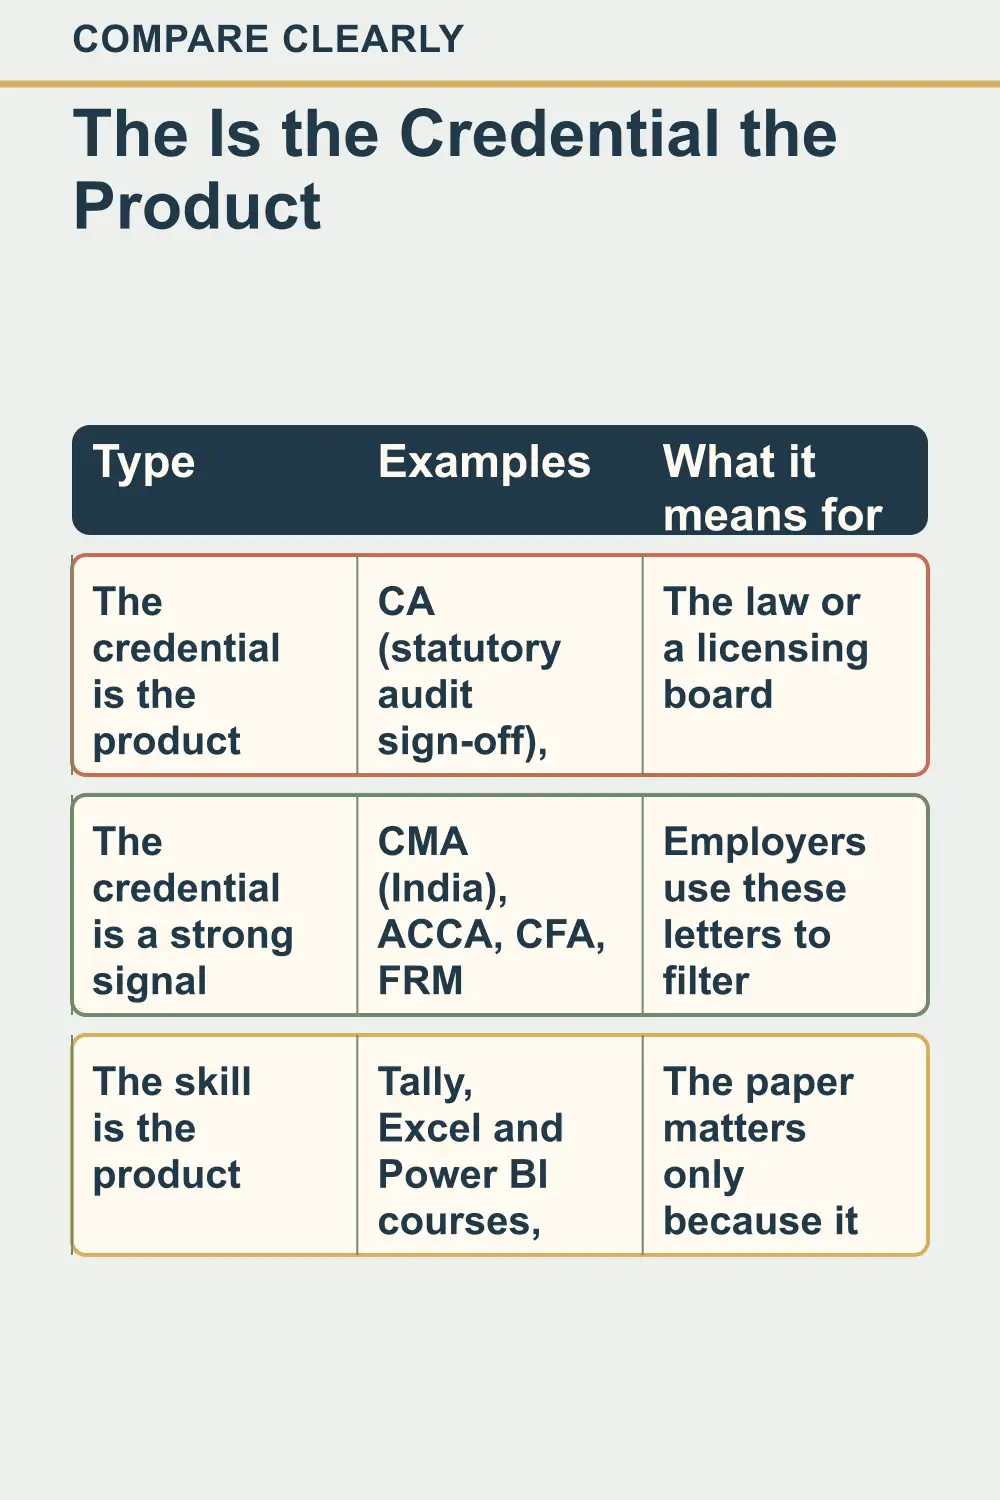 COMPARE CLEARLY
The Is the Credential the
Product
Type
Examples
What it
means for
The
credential
is the
product
CA
(statutory
audit
sign-off),
The law or
a licensing
board
The
credential
is a strong
signal
CMA
(India),
ACCA, CFA,
FRM
Employers
use these
letters to
filter
The skill
is the
product
Tally,
Excel and
Power BI
courses,
The paper
matters
only
because it